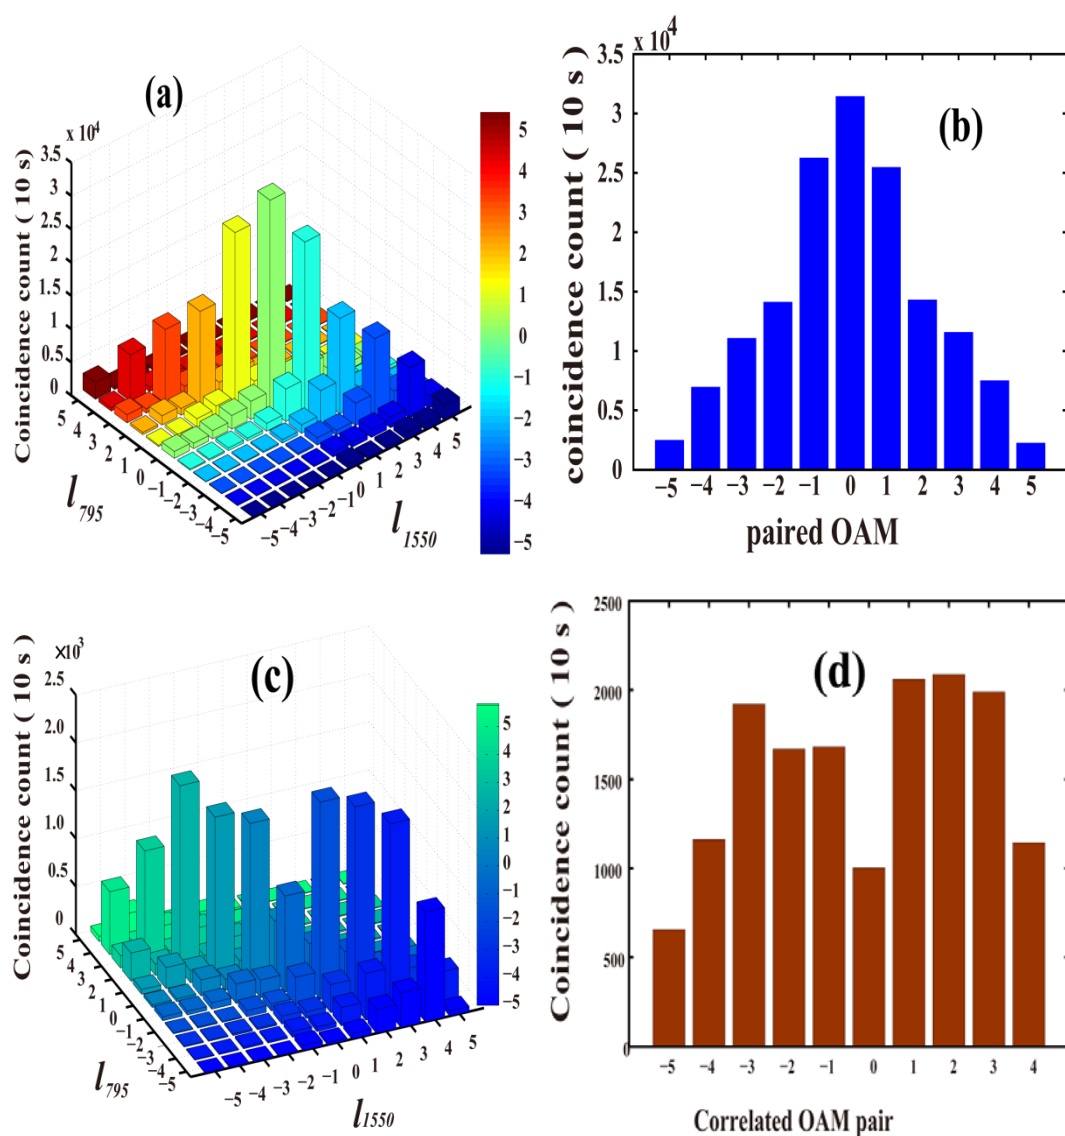 (a)
x 10⁴
3.5
3
2.5
2
1.5
1
0.5
0
Coincidence count ( 10 s)
5 4 3 2 1 0 −1 −2 −3 −4 −5
l795
−5 −4 −3 −2 −1 0 1 2 3 4 5
l1550
5
4
3
2
1
0
−1
−2
−3
−4
−5
(b)
x 10⁴
3.5
3
2.5
2
1.5
1
0.5
0
coincidence count ( 10 s)
−5 −4 −3 −2 −1 0 1 2 3 4 5
paired OAM
(c)
×10³
2.5
2.0
1.5
1.0
0.5
0
Coincidence count ( 10 s)
5 4 3 2 1 0 −1 −2 −3 −4 −5
l795
−5 −4 −3 −2 −1 0 1 2 3 4 5
l1550
5
4
3
2
1
0
−1
−2
−3
−4
−5
(d)
2500
2000
1500
1000
500
0
Coincidence count ( 10 s)
−5 −4 −3 −2 −1 0 1 2 3 4
Correlated OAM pair